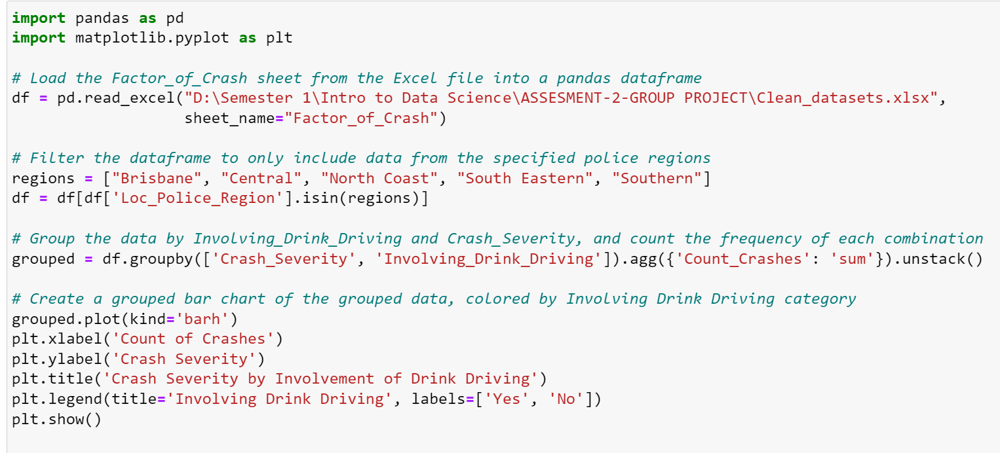 import pandas as pd
import matplotlib.pyplot as plt
# Load the Factor_of_Crash sheet from the Excel file into a pandas dataframe
df = pd.read_excel("D:\Semester 1\Intro to Data Science\ASSESMENT-2-GROUP PROJECT\Clean_datasets.xlsx",
                   sheet_name="Factor_of_Crash")
# Filter the dataframe to only include data from the specified police regions
regions = ["Brisbane", "Central", "North Coast", "South Eastern", "Southern"]
df = df[df['Loc_Police_Region'].isin(regions)]
# Group the data by Involving_Drink_Driving and Crash_Severity, and count the frequency of each combination
grouped = df.groupby(['Crash_Severity', 'Involving_Drink_Driving']).agg({'Count_Crashes': 'sum'}).unstack()
# Create a grouped bar chart of the grouped data, colored by Involving Drink Driving category
grouped.plot(kind='barh')
plt.xlabel('Count of Crashes')
plt.ylabel('Crash Severity')
plt.title('Crash Severity by Involvement of Drink Driving')
plt.legend(title='Involving Drink Driving', labels=['Yes', 'No'])
plt.show()